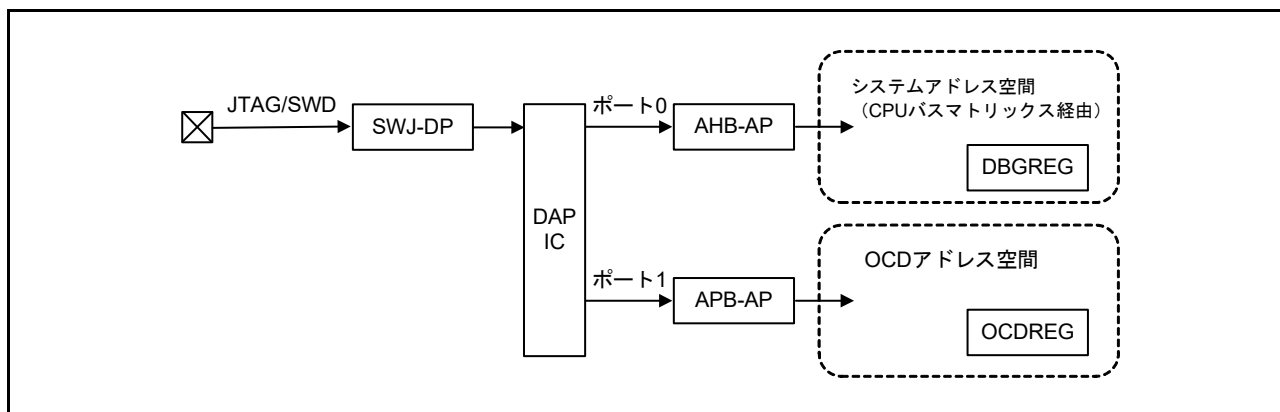 JTAG/SWD
SWJ-DP
DAP
IC
ポート0
AHB-AP
システムアドレス空間
（CPUバスマトリックス経由）
DBGREG
ポート1
APB-AP
OCDアドレス空間
OCDREG